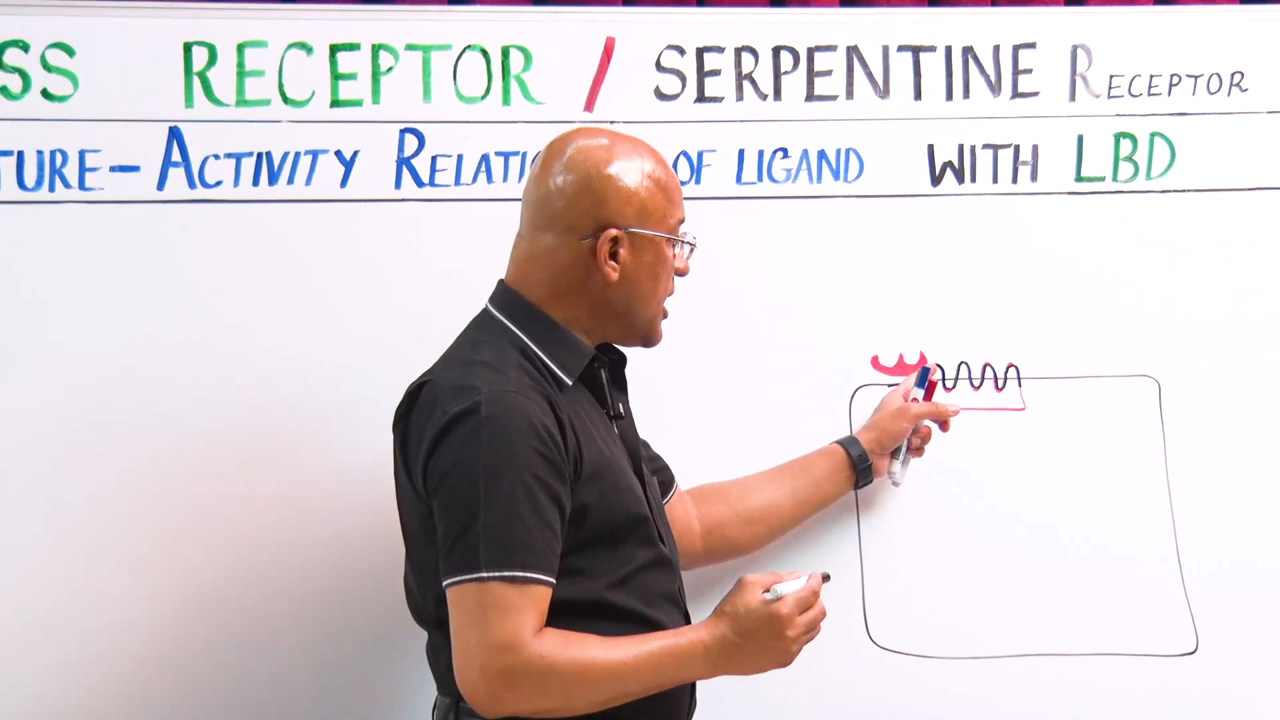 SS RECEPTOR / SERPENTINE RECEPTOR
TURE-ACTIVITY RELATI OF LIGAND WITH LBD